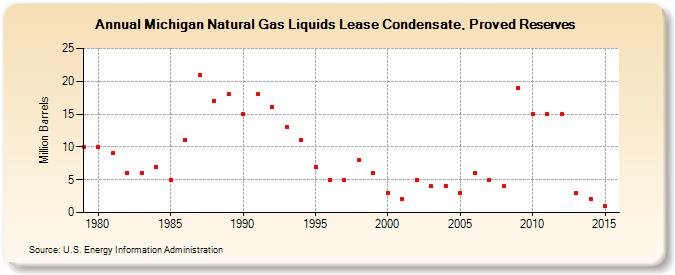 Annual Michigan Natural Gas Liquids Lease Condensate, Proved Reserves
Million Barrels
25
20
15
10
5
0
1980 1985 1990 1995 2000 2005 2010 2015
Source: U.S. Energy Information Administration